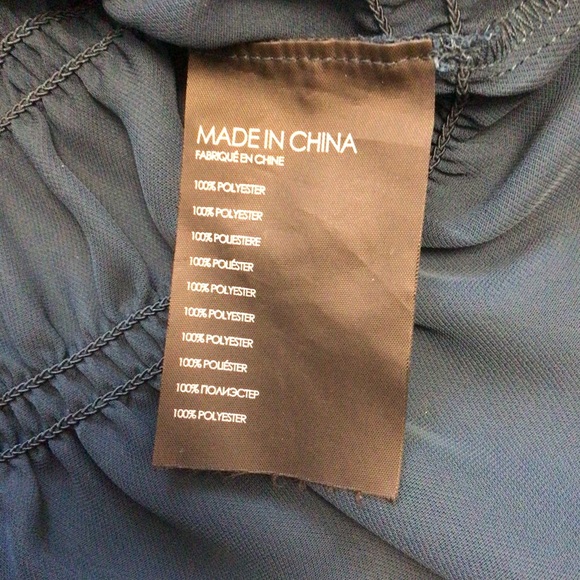 MADE IN CHINA
FABRIQUÉ EN CHINE
100% POLYESTER
100% POLYESTER
100% POLIESTERE
100% POLIÉSTER
100% POLYESTER
100% POLYESTER
100% POLYESTER
100% POLIÉSTER
100% ПОЛИЭСТЕР
100% POLYESTER